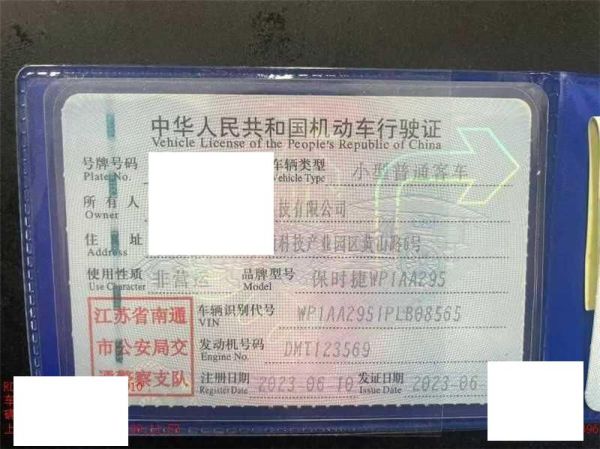 中华人民共和国机动车行驶证
Vehicle License of the People's Republic of China
号牌号码 车辆类型 小型普通客车
Plate No. Vehicle Type
所有人 技有限公司
Owner
住址 科技产业园区黄山路6号
Address
使用性质 非营运 品牌型号 保时捷WP1AA295
Use Character Model
江苏省南通 车辆识别代号 WP1AA2951PLB08565
VIN
市公安局交 发动机号码 DMT123569
Engine No.
通警察支队 注册日期 2023-06-10 发证日期 2023-06
Register Date Issue Date